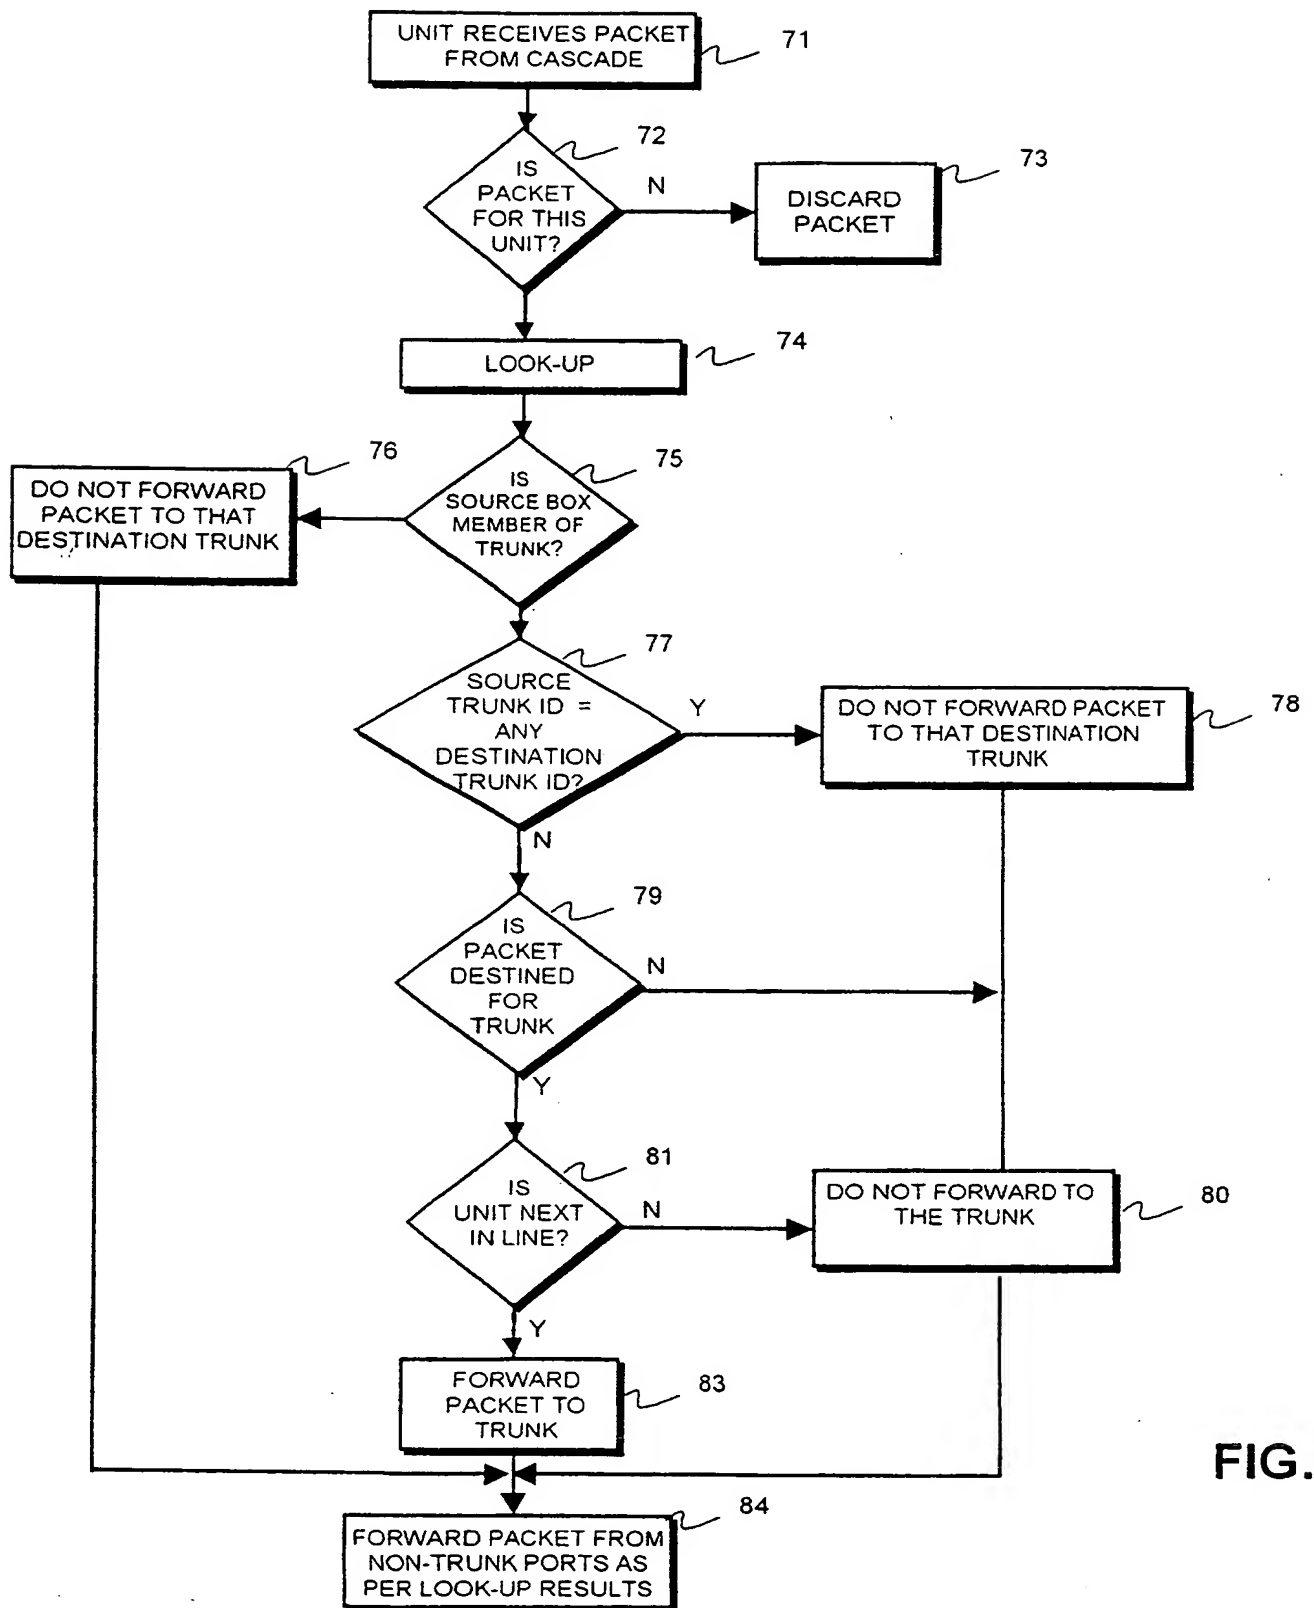 UNIT RECEIVES PACKET
FROM CASCADE
71
72
IS
PACKET
FOR THIS
UNIT?
N
73
DISCARD
PACKET
LOOK-UP
74
76
DO NOT FORWARD
PACKET TO THAT
DESTINATION TRUNK
75
IS
SOURCE BOX
MEMBER OF
TRUNK?
77
SOURCE
TRUNK ID =
ANY
DESTINATION
TRUNK ID?
Y
N
DO NOT FORWARD PACKET
TO THAT DESTINATION
TRUNK
78
79
IS
PACKET
DESTINED
FOR
TRUNK
N
Y
81
IS
UNIT NEXT
IN LINE?
N
Y
DO NOT FORWARD TO
THE TRUNK
80
FORWARD
PACKET TO
TRUNK
83
84
FORWARD PACKET FROM
NON-TRUNK PORTS AS
PER LOOK-UP RESULTS
FIG.